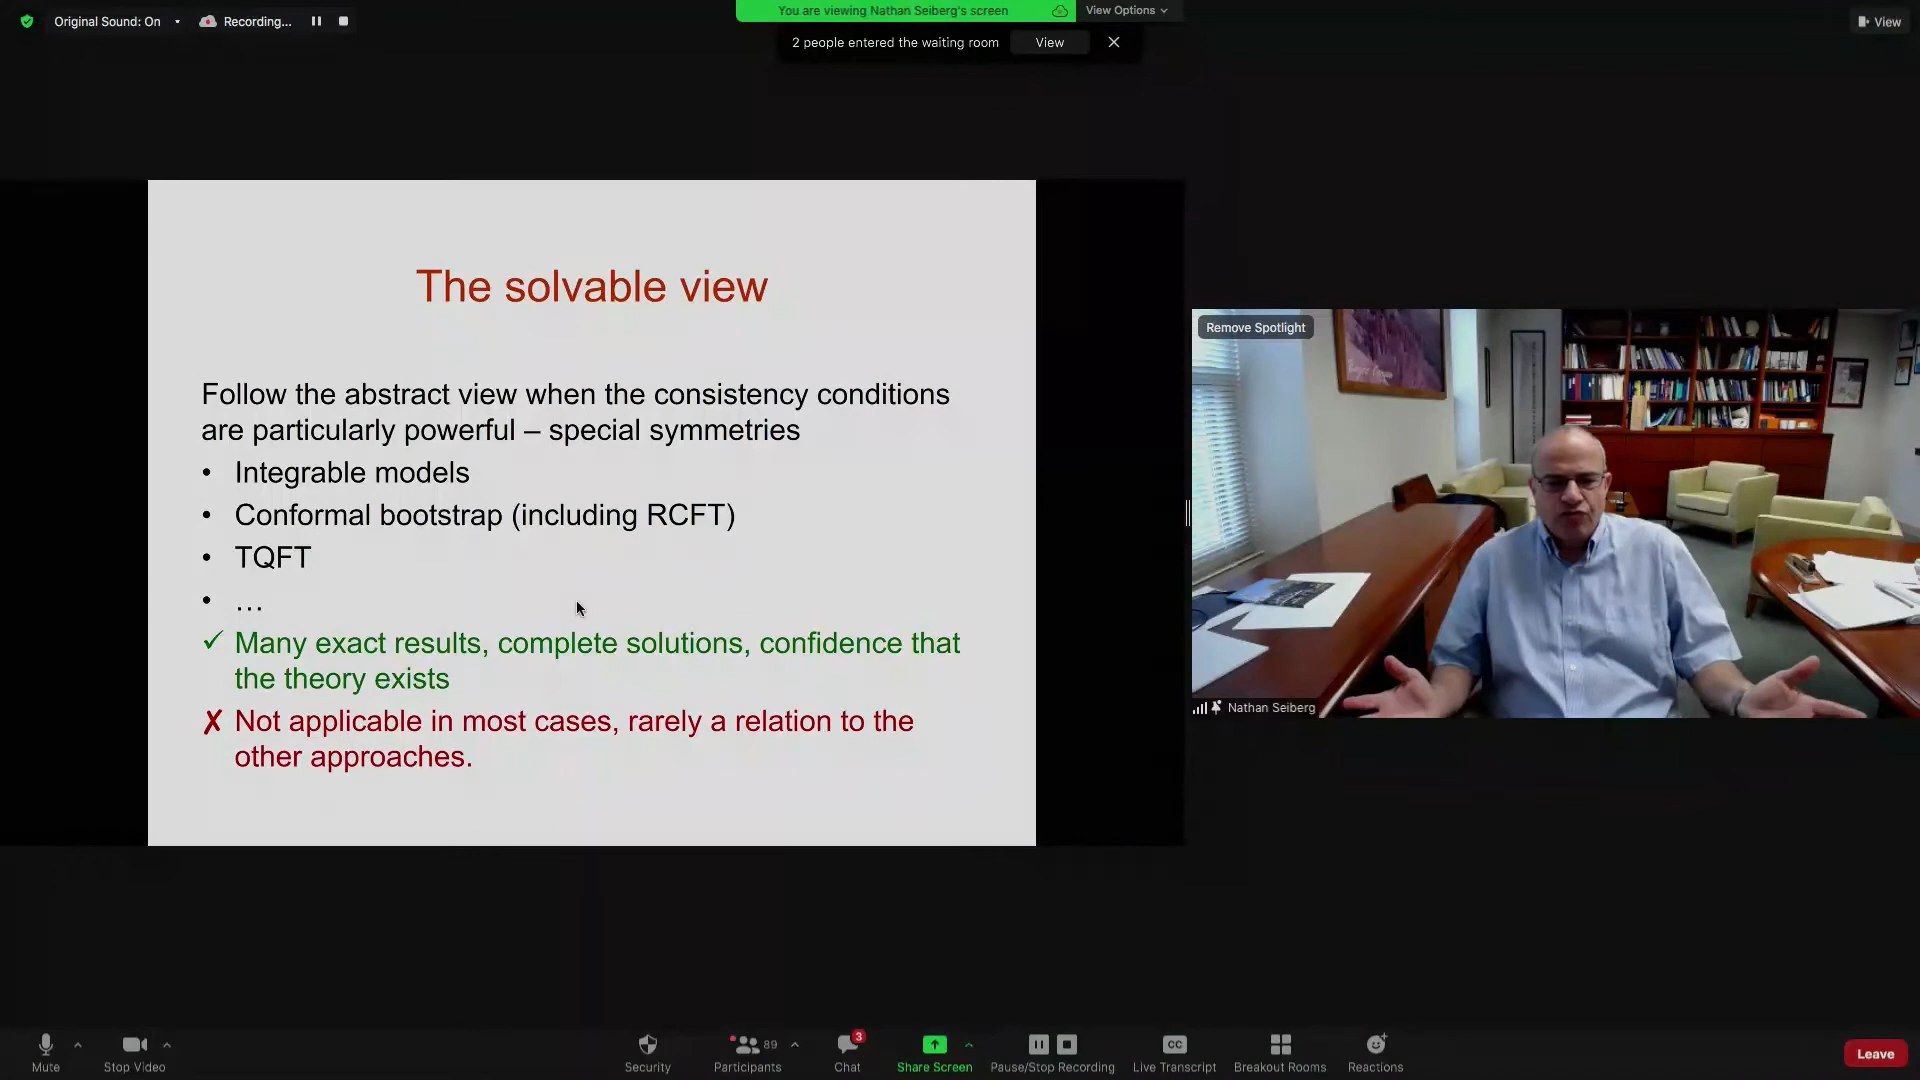 Original Sound: On
Recording...
You are viewing Nathan Seiberg's screen
View Options
2 people entered the waiting room
View
View
The solvable view
Follow the abstract view when the consistency conditions
are particularly powerful – special symmetries
• Integrable models
• Conformal bootstrap (including RCFT)
• TQFT
• …
✓ Many exact results, complete solutions, confidence that
the theory exists
✗ Not applicable in most cases, rarely a relation to the
other approaches.
Remove Spotlight
Nathan Seiberg
Mute
Stop Video
Security
89
Participants
3
Chat
Share Screen
Pause/Stop Recording
CC
Live Transcript
Breakout Rooms
Reactions
Leave